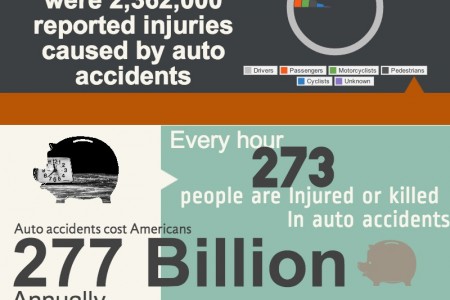 were 2,362,000
reported injuries
caused by auto
accidents
Drivers Passengers Motorcyclists Pedestrians
Cyclists Unknown
Every hour
273
people are Injured or killed
In auto accidents
Auto accidents cost Americans
277 Billion
Annually